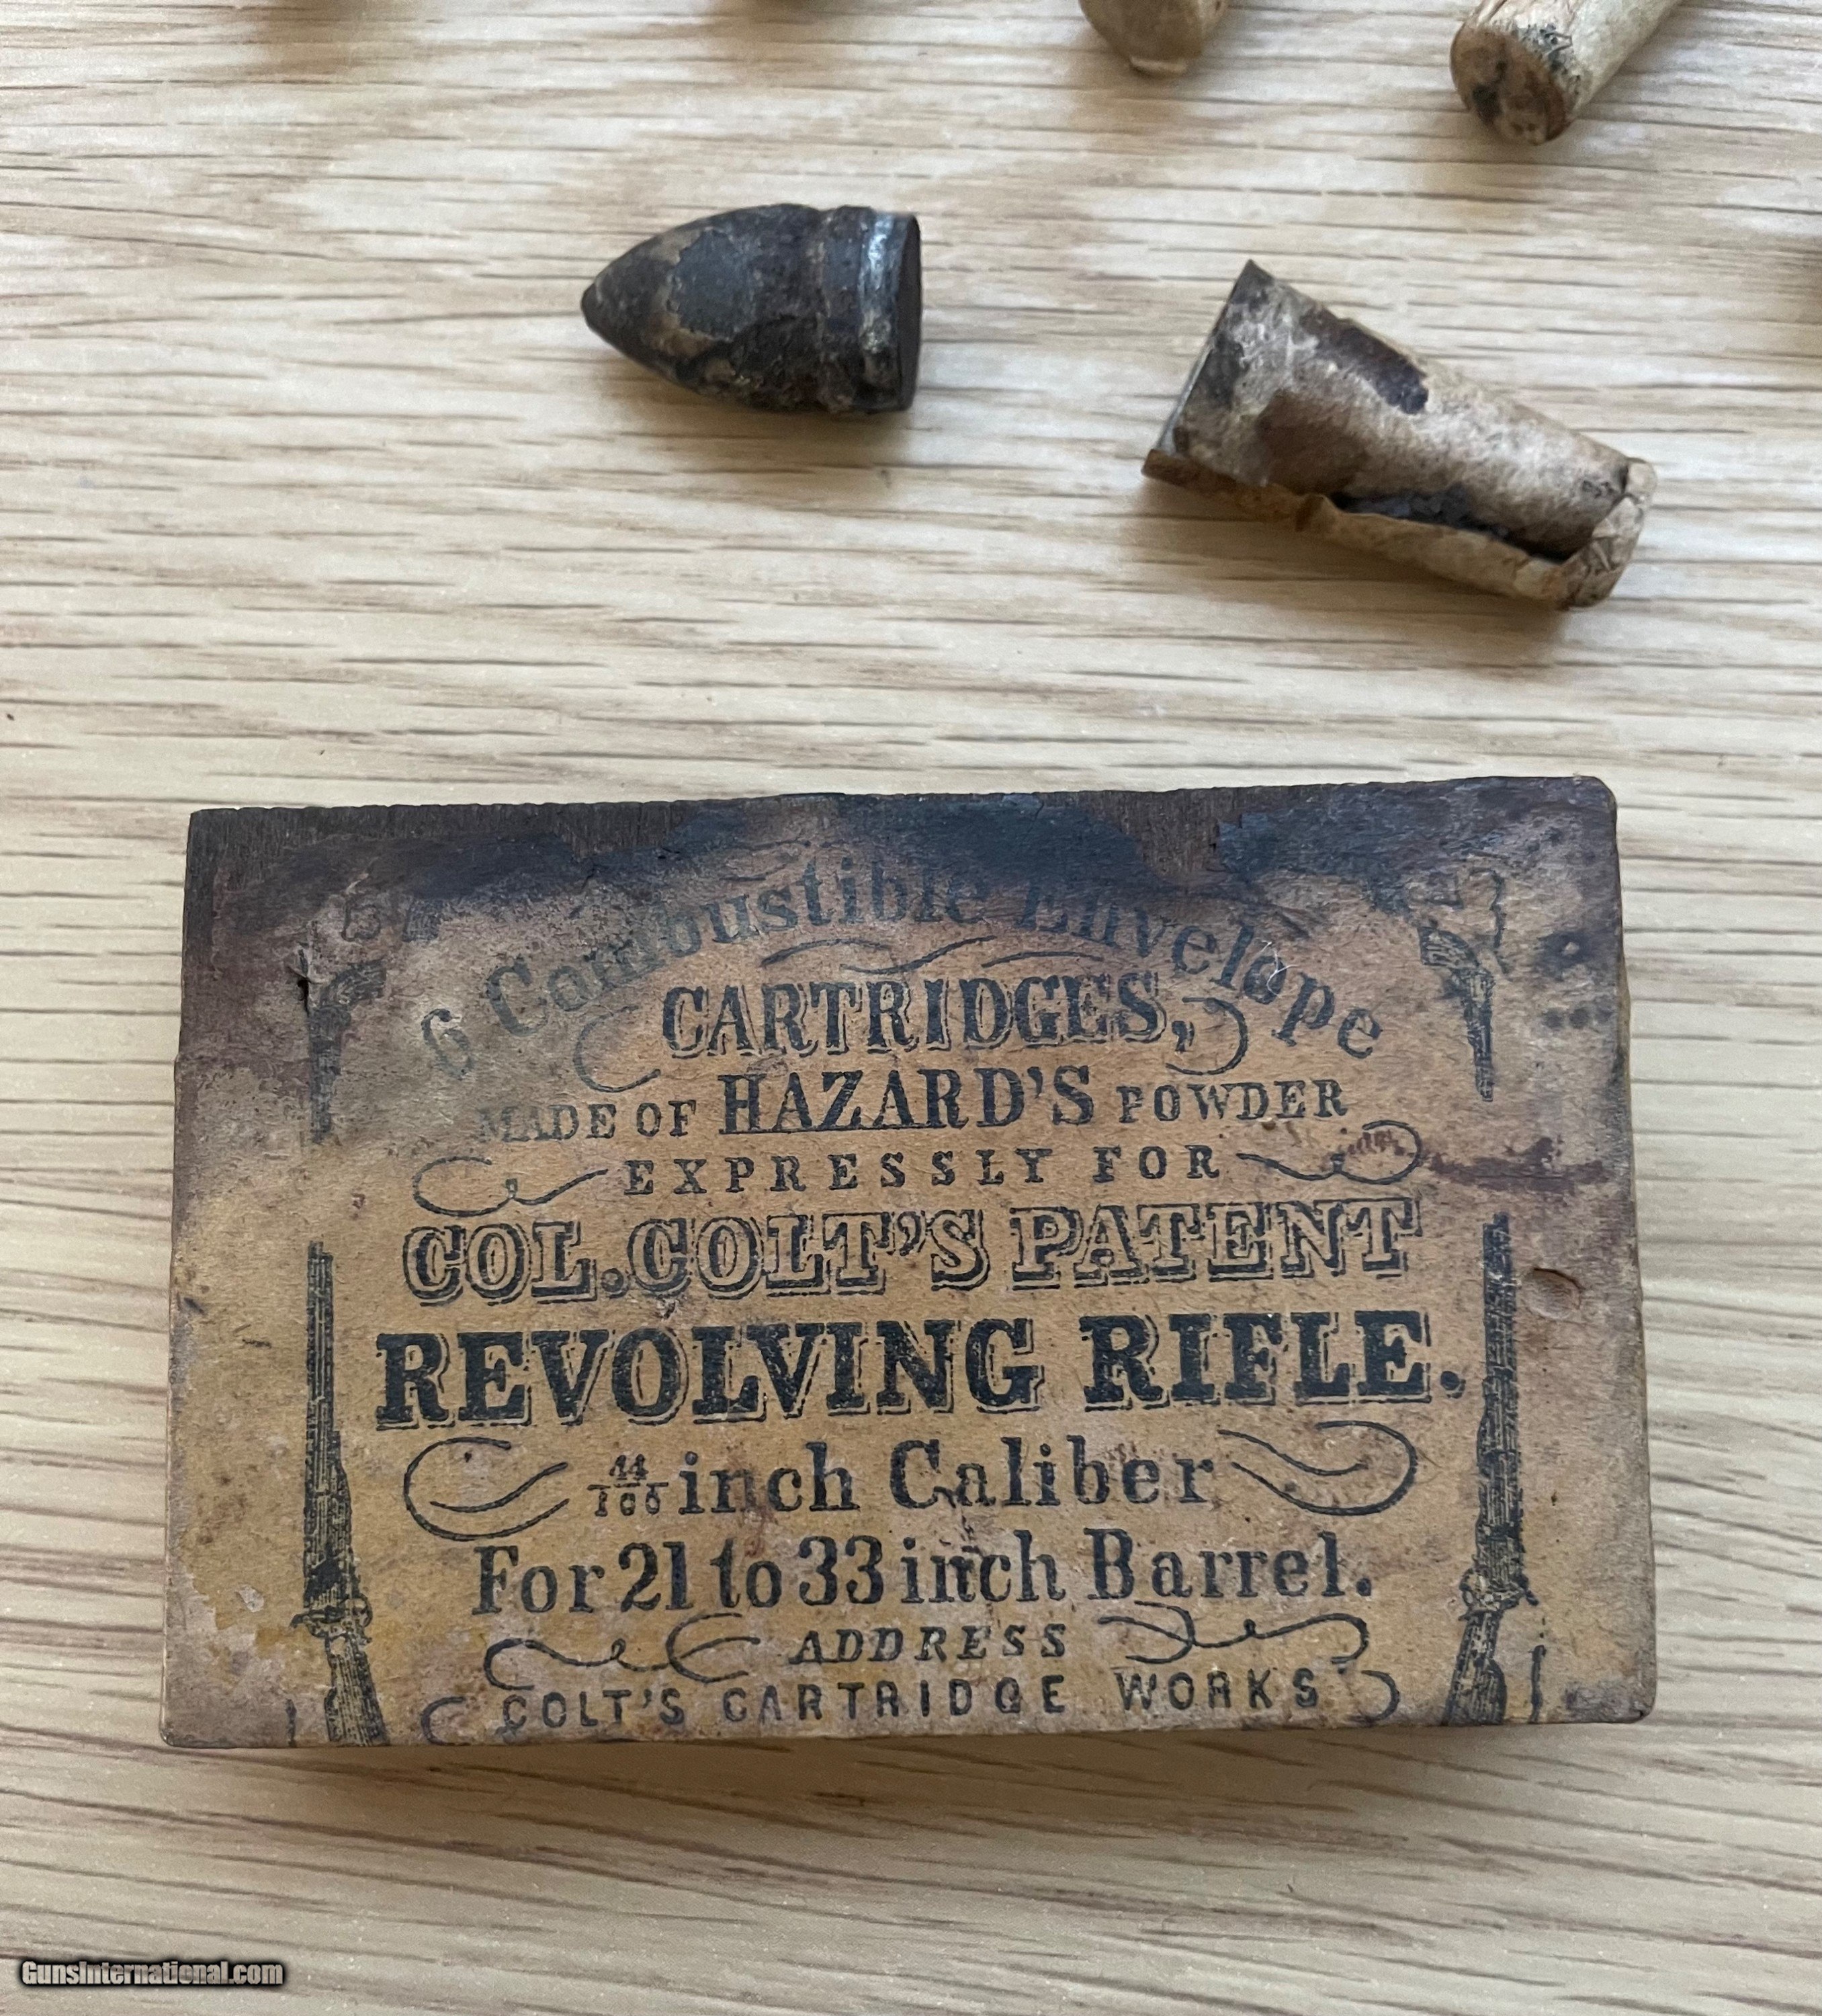 6 Combustible Envelope
CARTRIDGES,
MADE OF HAZARD'S POWDER
EXPRESSLY FOR
COL. COLT'S PATENT
REVOLVING RIFLE.
44/100 inch Caliber
For 21 to 33 inch Barrel.
ADDRESS
COLT'S CARTRIDGE WORKS
GunsInternational.com